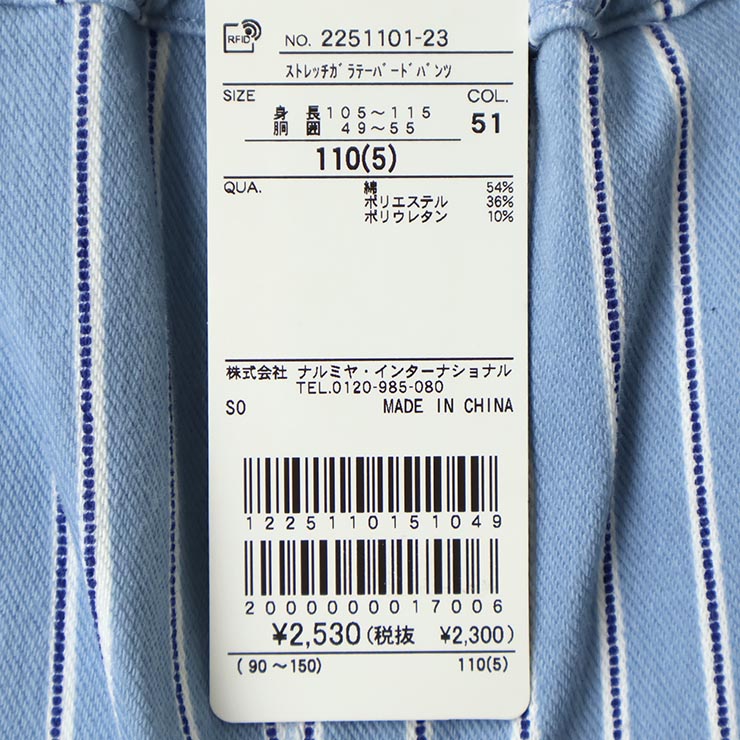 RFID NO. 2251101-23
ｽﾄﾚｯﾁｶﾞﾗﾃｰﾊﾟｰﾄﾞﾊﾟﾝﾂ
SIZE COL.
身長 105～115
胴囲 49～55 51
110(5)
QUA. 綿 54%
ポリエステル 36%
ポリウレタン 10%
株式会社 ナルミヤ・インターナショナル
TEL.0120-985-080
SO MADE IN CHINA
1225110151049
2000000017006
¥2,530(税抜 ¥2,300)
(90～150) 110(5)